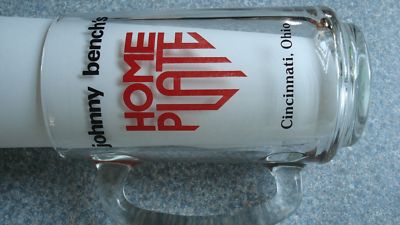 johnny bench's
HOME
PLATE
Cincinnati, Ohio